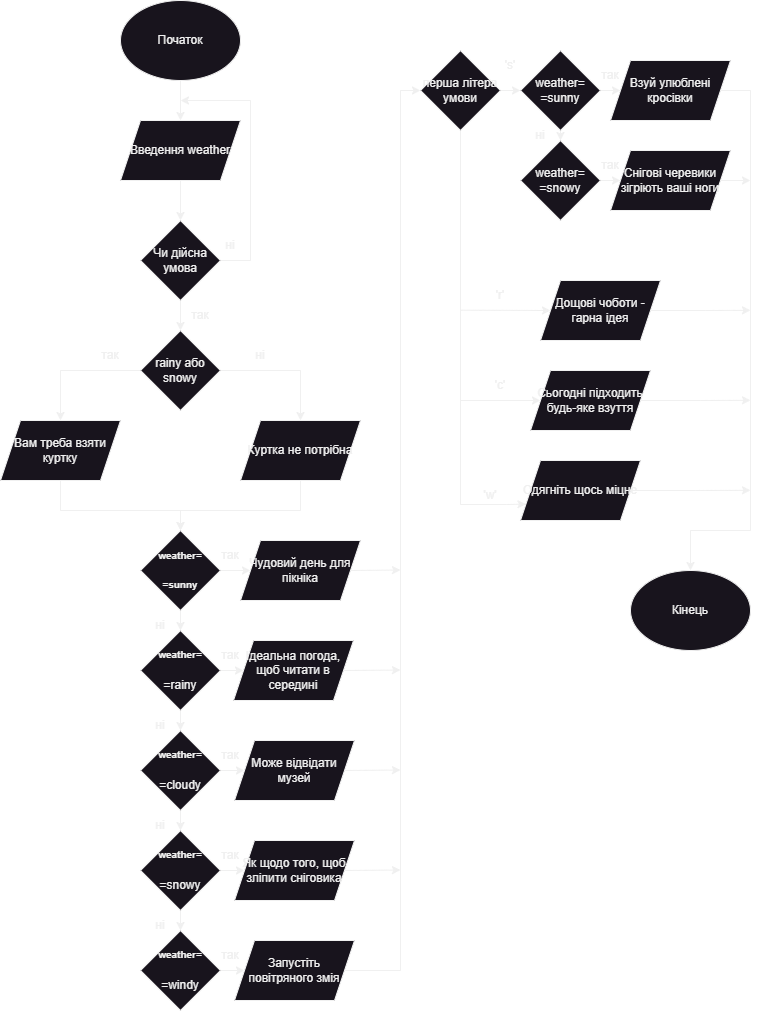 Початок
Введення weather
Чи дійсна
умова
ні
так
rainy або
snowy
так
ні
Вам треба взяти
куртку
Куртка не потрібна
weather=
=sunny
так
Чудовий день для
пікніка
ні
weather=
=rainy
так
Ідеальна погода,
щоб читати в
середині
ні
weather=
=cloudy
так
Може відвідати
музей
ні
weather=
=snowy
так
Як щодо того, щоб
зліпити сніговика
ні
weather=
=windy
так
Запустіть
повітряного змія
Перша літера
умови
's'
weather=
=sunny
так
Взуй улюблені
кросівки
ні
weather=
=snowy
так
Снігові черевики
зігріють ваші ноги
'r'
Дощові чоботи -
гарна ідея
'c'
Сьогодні підходить
будь-яке взуття
'w'
Одягніть щось міцне
Кінець